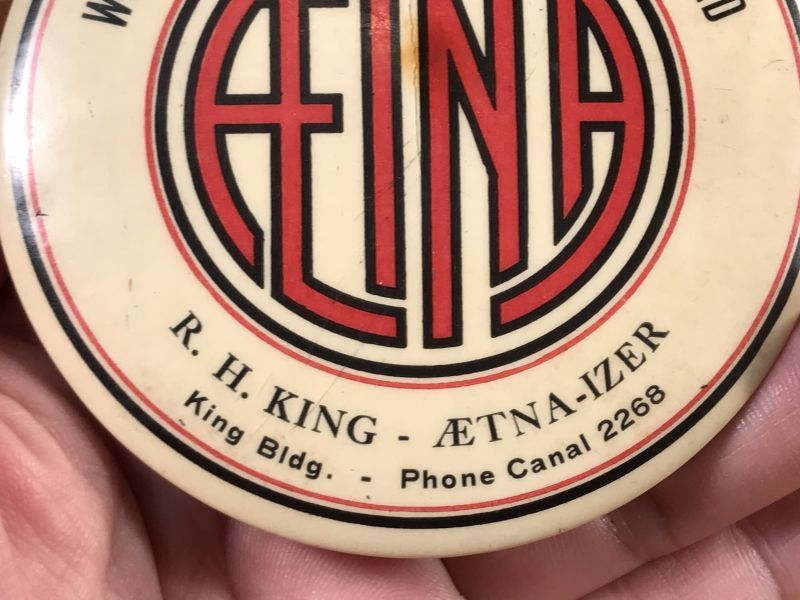 ÆTNA
R. H. KING - ÆTNA-IZER
King Bldg. - Phone Canal 2268